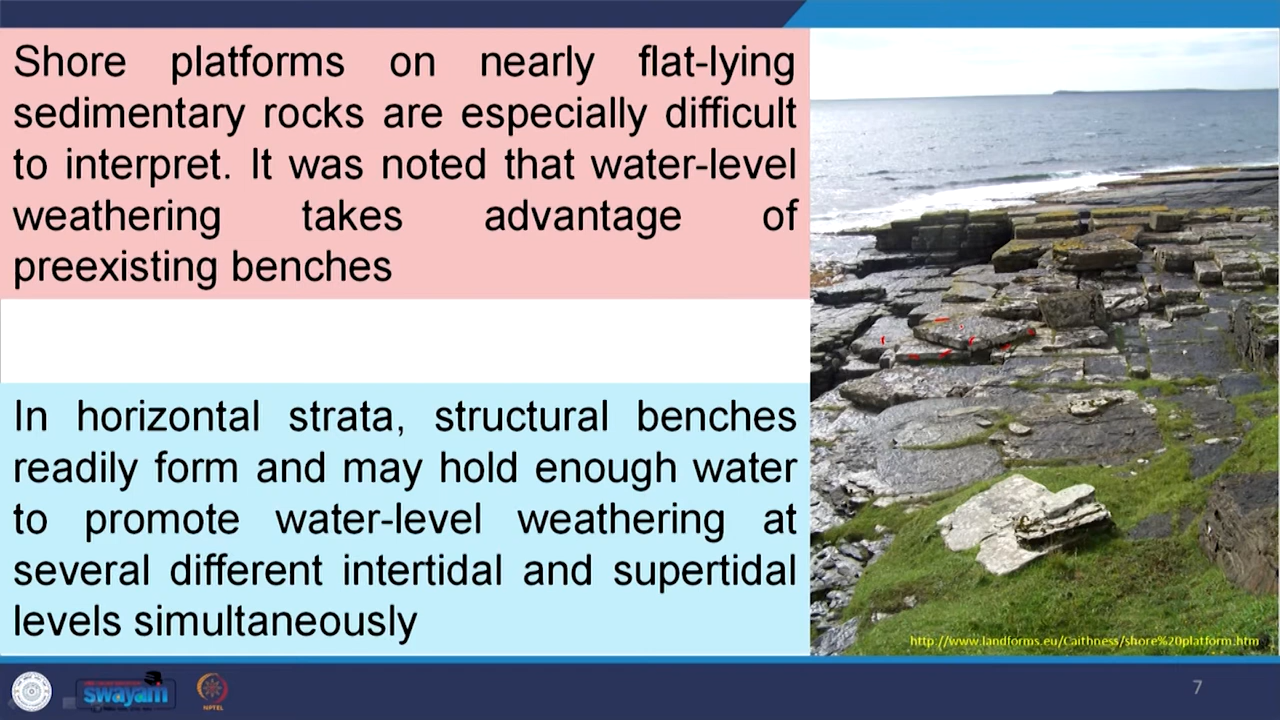 Shore platforms on nearly flat-lying
sedimentary rocks are especially difficult
to interpret. It was noted that water-level
weathering takes advantage of
preexisting benches
In horizontal strata, structural benches
readily form and may hold enough water
to promote water-level weathering at
several different intertidal and supertidal
levels simultaneously
http://www.landforms.eu/Caithness/shore%20platform.htm
swayam
NPTEL
7